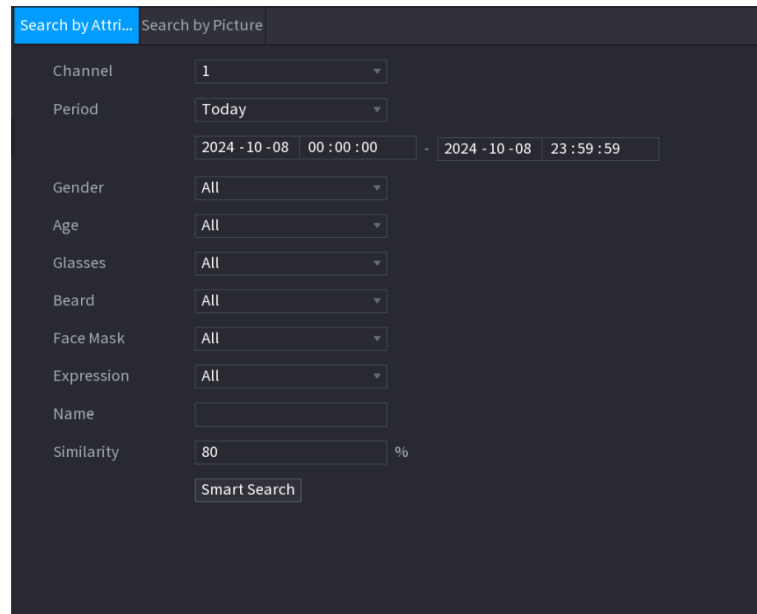 Search by Attri... Search by Picture
Channel 1
Period Today
2024 -10 -08 00 : 00 : 00 - 2024 -10 -08 23 : 59 : 59
Gender All
Age All
Glasses All
Beard All
Face Mask All
Expression All
Name
Similarity 80 %
Smart Search